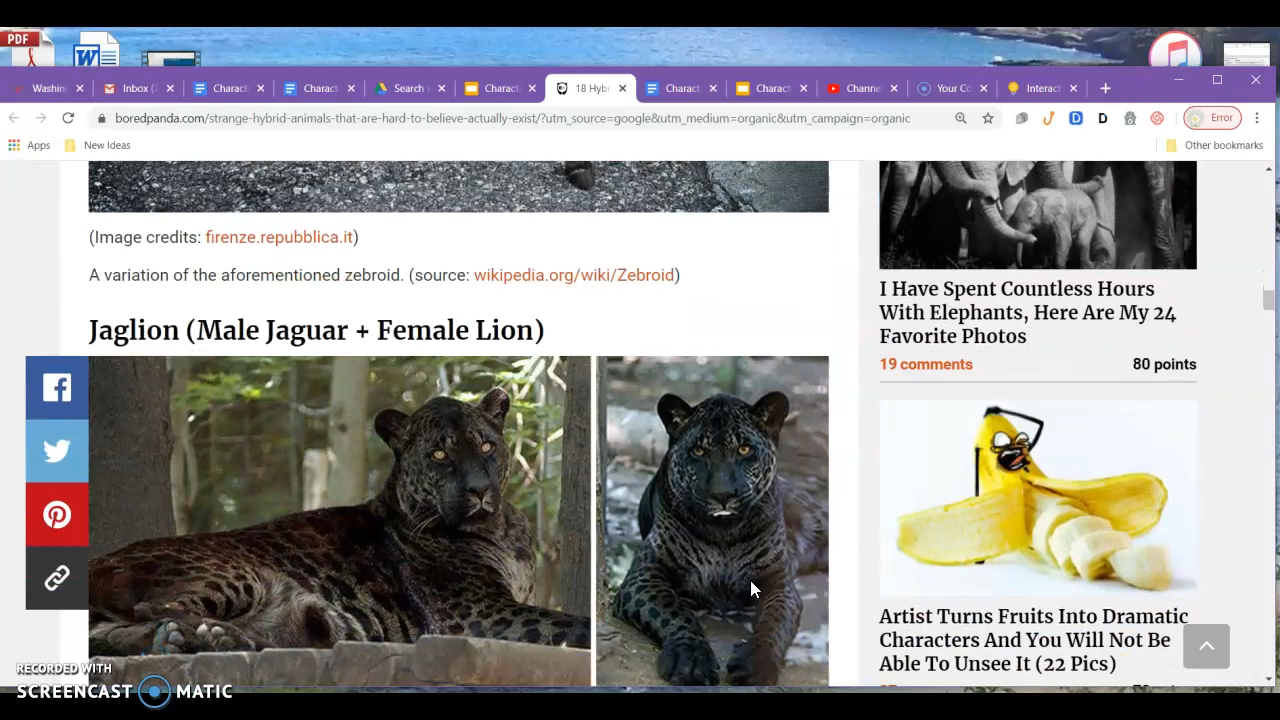 PDF
W
Washin
Inbox (2
Charact
Charact
Search
Charact
18 Hybr
Charact
Charact
Channe
Your Co
Interact
boredpanda.com/strange-hybrid-animals-that-are-hard-to-believe-actually-exist/?utm_source=google&utm_medium=organic&utm_campaign=organic
Error
Apps
New Ideas
Other bookmarks
(Image credits: firenze.repubblica.it)
A variation of the aforementioned zebroid. (source: wikipedia.org/wiki/Zebroid)
Jaglion (Male Jaguar + Female Lion)
I Have Spent Countless Hours
With Elephants, Here Are My 24
Favorite Photos
19 comments 80 points
Artist Turns Fruits Into Dramatic
Characters And You Will Not Be
Able To Unsee It (22 Pics)
RECORDED WITH
SCREENCAST MATIC